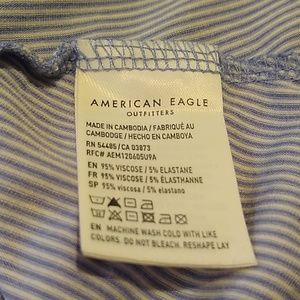 AMERICAN EAGLE
OUTFITTERS
MADE IN CAMBODIA / FABRIQUÉ AU
CAMBODGE / HECHO EN CAMBOYA
RN 54485 / CA 03873
RFC# AEM120605U9A
EN 95% VISCOSE / 5% ELASTANE
FR 95% VISCOSE / 5% ÉLASTHANNE
SP 95% viscosa / 5% elastano
EN MACHINE WASH COLD WITH LIKE
COLORS, DO NOT BLEACH, RESHAPE LAY